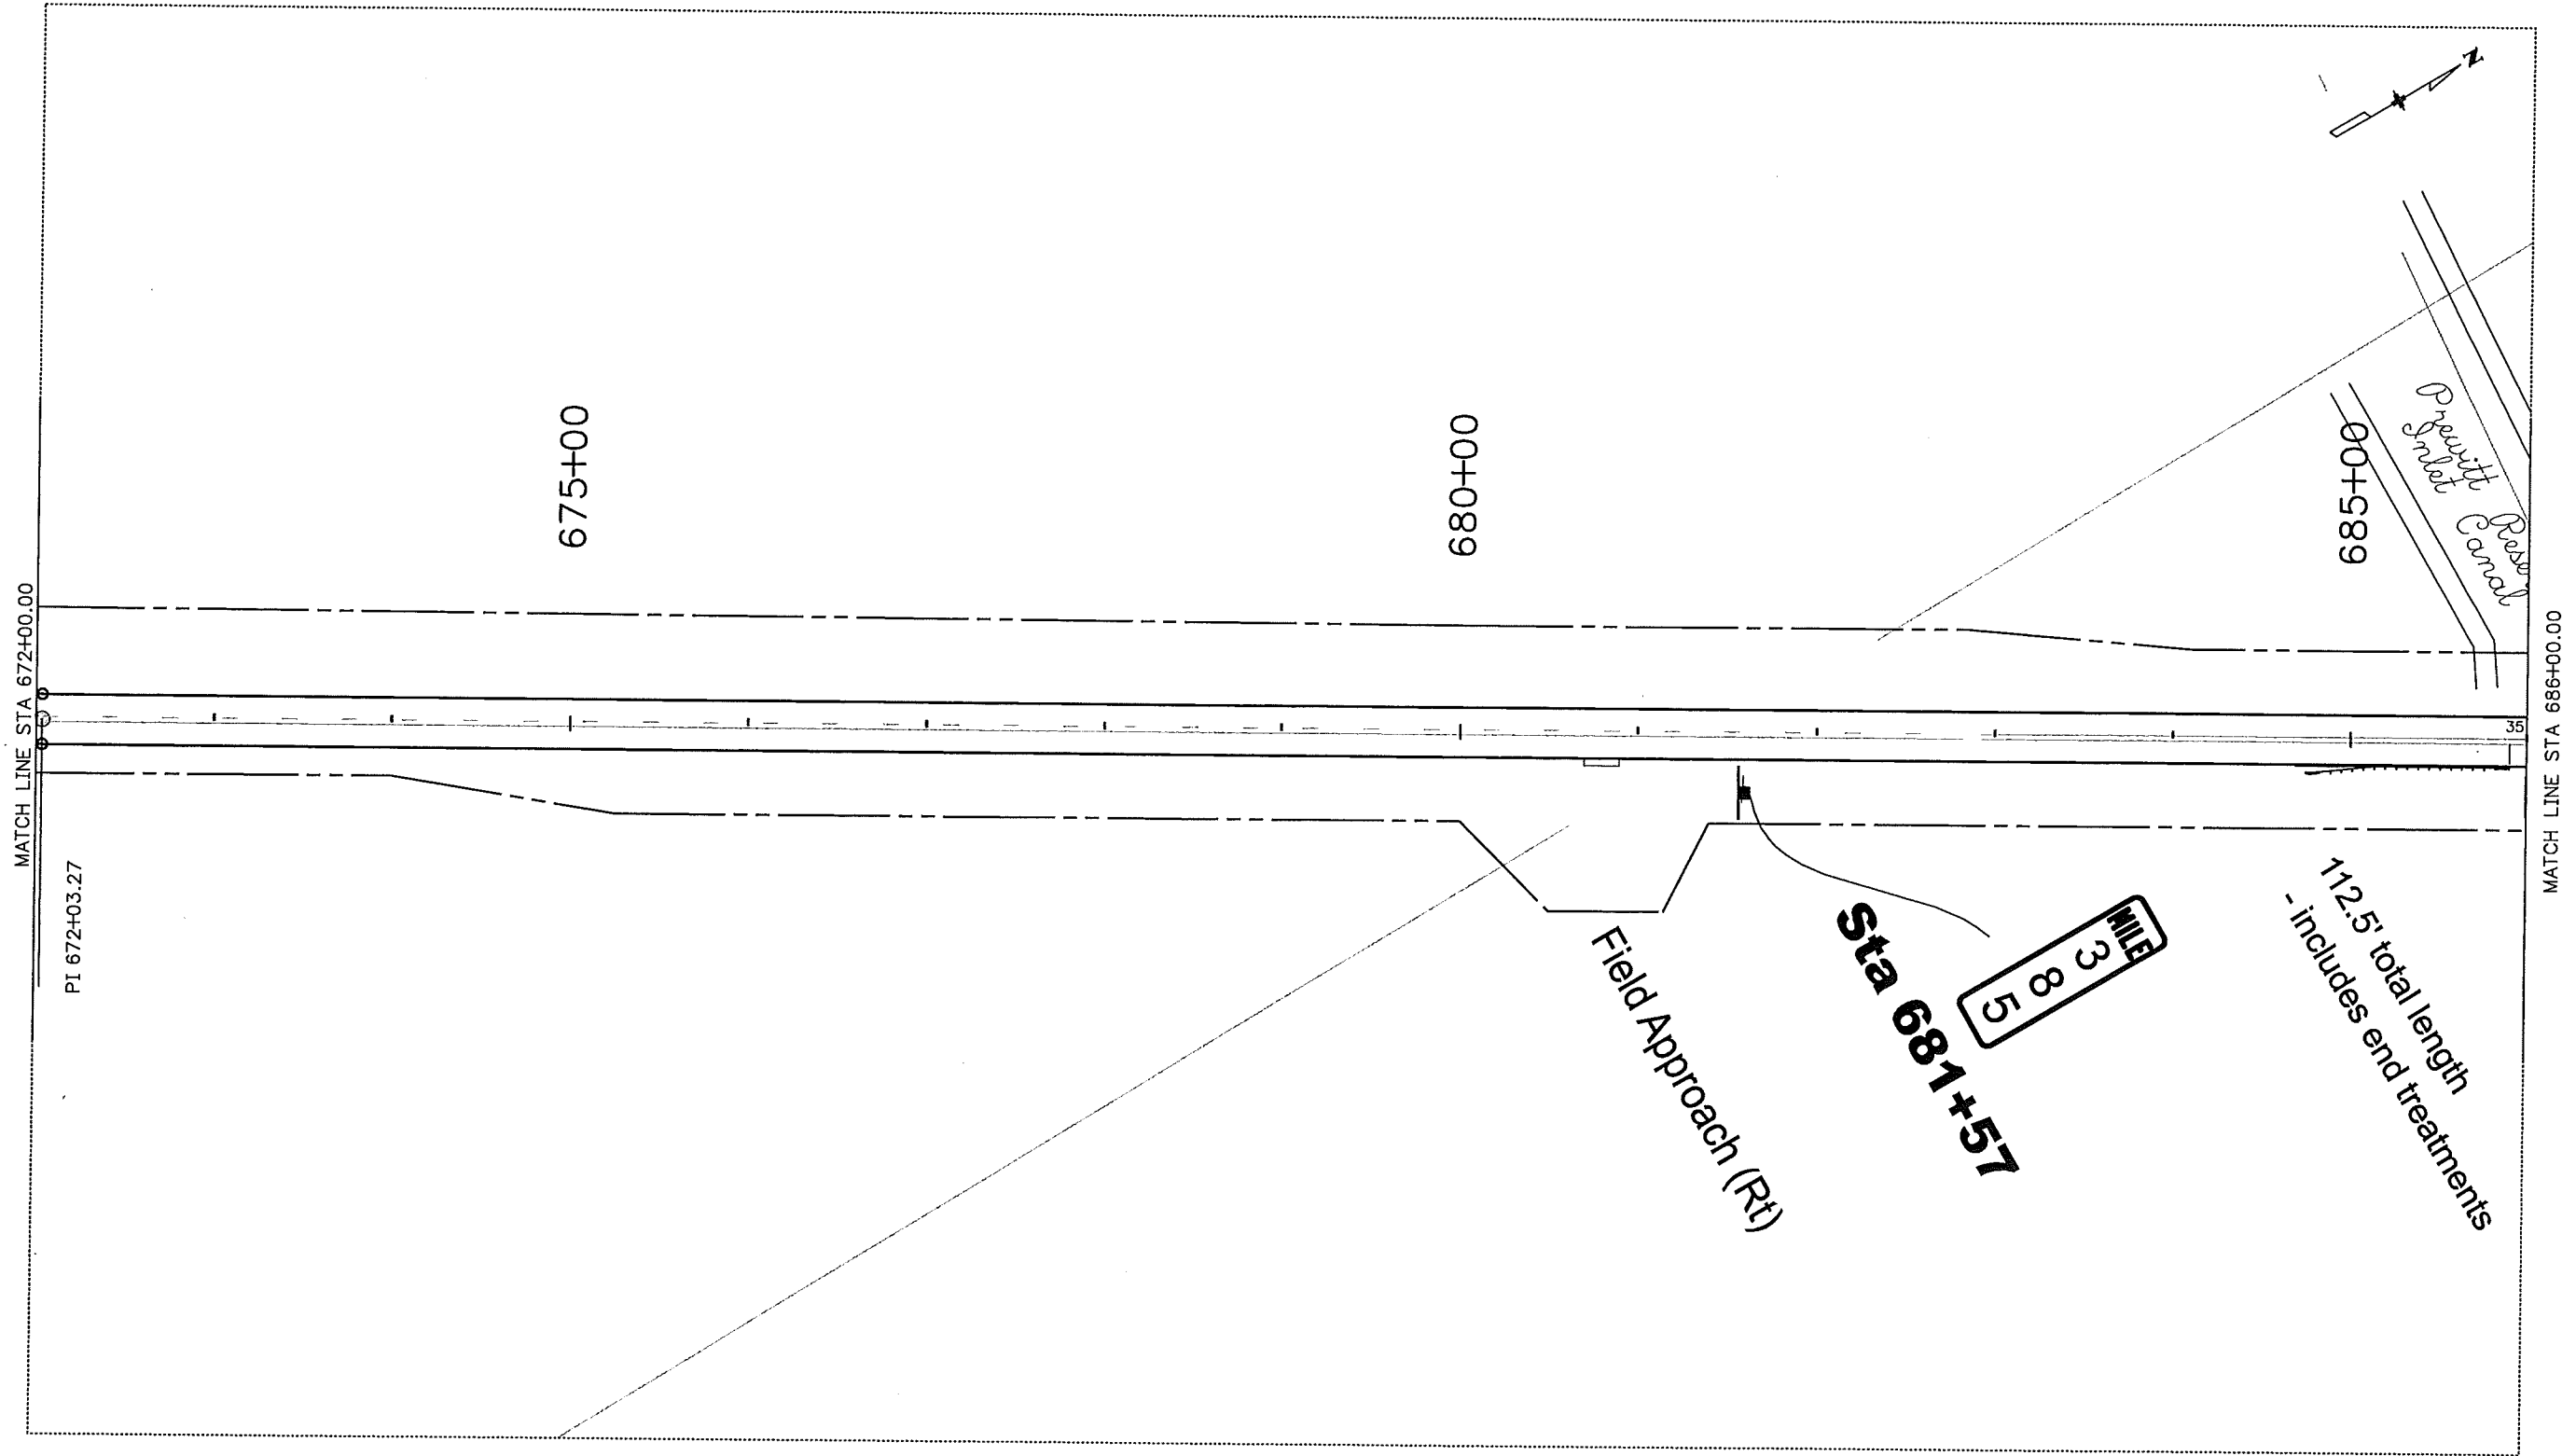 N
675+00
680+00
685+00
Prewitt Rese
Inlet Canal
MATCH LINE STA 672+00.00
MATCH LINE STA 686+00.00
35
PI 672+03.27
Field Approach (Rt)
Sta 681+57
MILE
3
8
5
112.5' total length
- includes end treatments